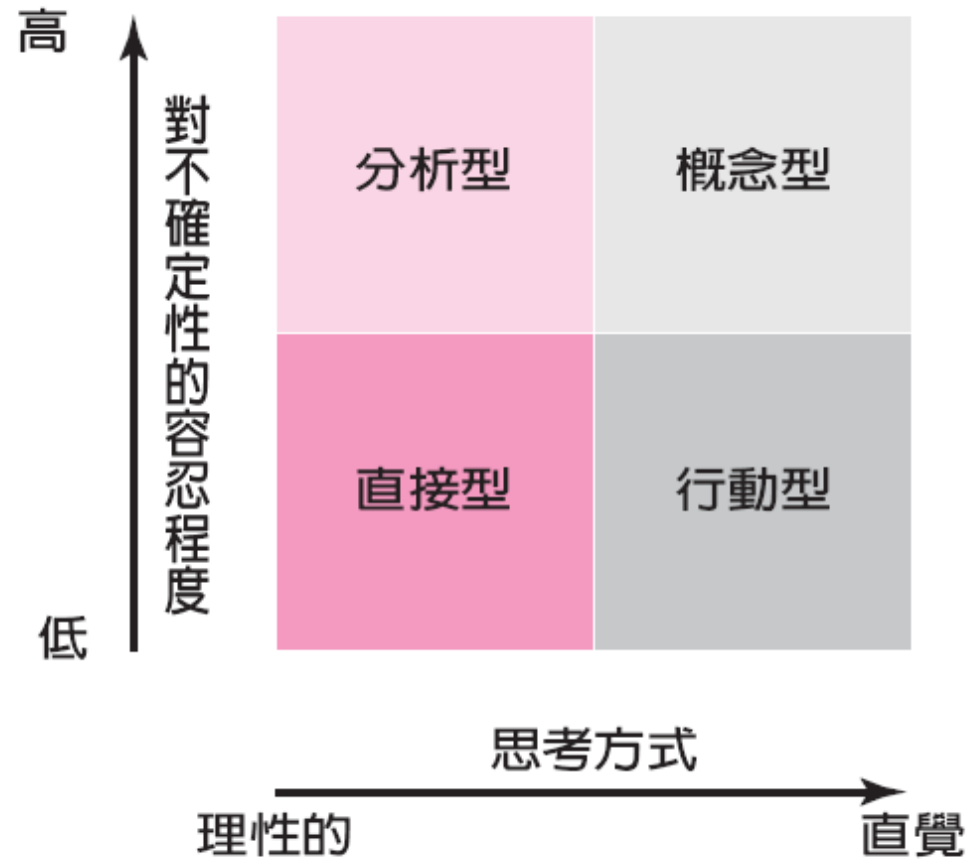 高
對不確定性的容忍程度
低
分析型
概念型
直接型
行動型
思考方式
理性的
直覺